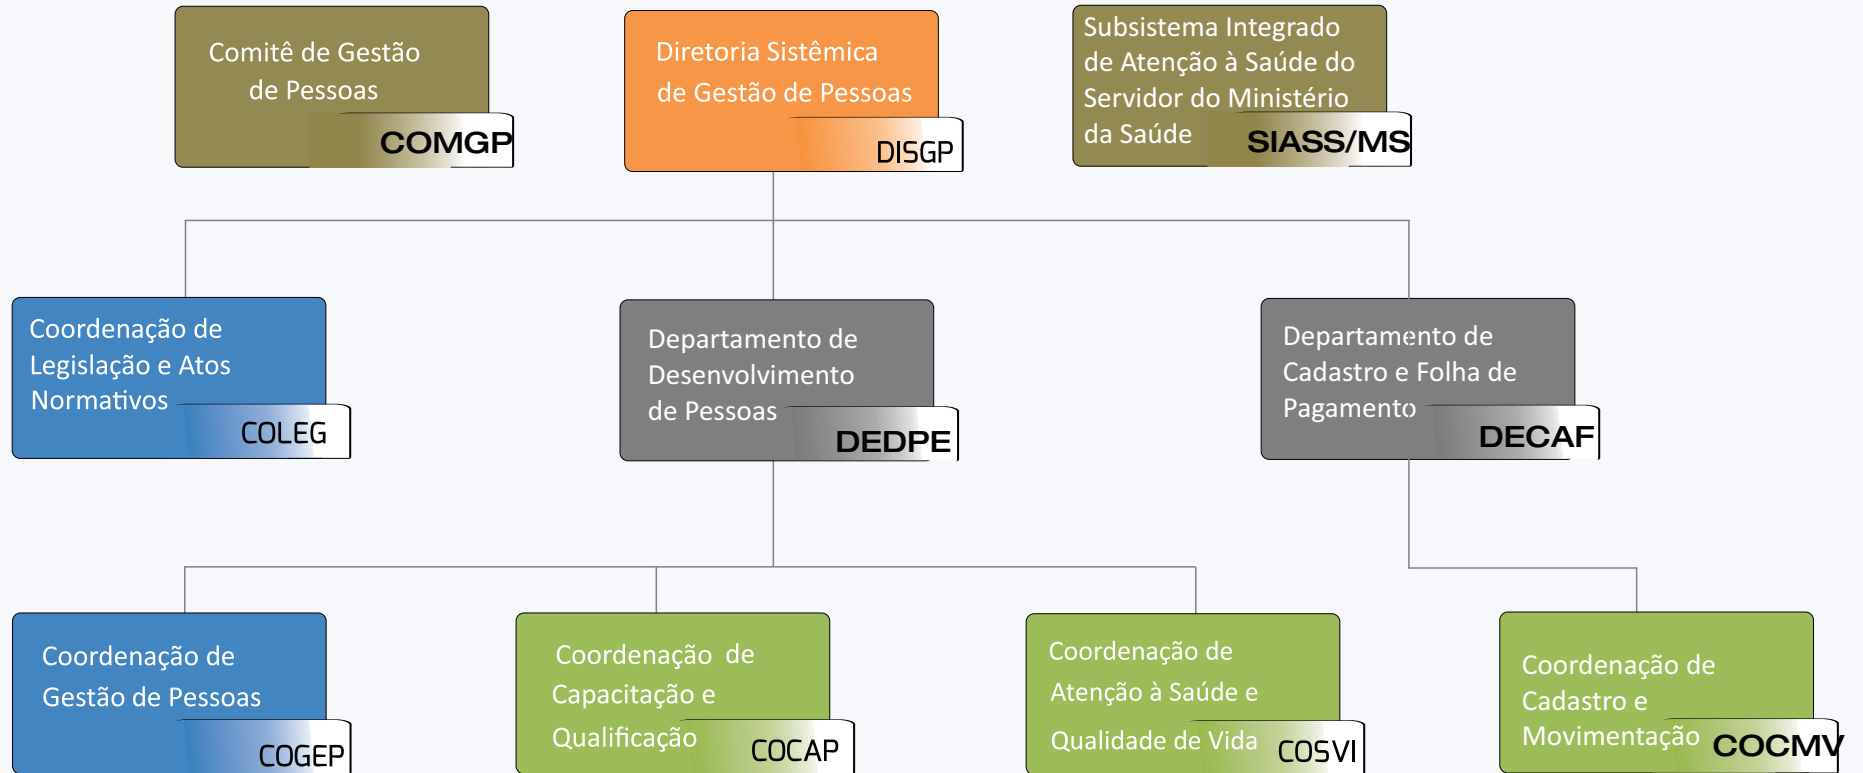 Comitê de Gestão
de Pessoas
COMGP
Diretoria Sistêmica
de Gestão de Pessoas
DISGP
Subsistema Integrado
de Atenção à Saúde do
Servidor do Ministério
da Saúde
SIASS/MS
Coordenação de
Legislação e Atos
Normativos
COLEG
Departamento de
Desenvolvimento
de Pessoas
DEDPE
Departamento de
Cadastro e Folha de
Pagamento
DECAF
Coordenação de
Gestão de Pessoas
COGEP
Coordenação de
Capacitação e
Qualificação
COCAP
Coordenação de
Atenção à Saúde e
Qualidade de Vida
COSVI
Coordenação de
Cadastro e
Movimentação
COCMV